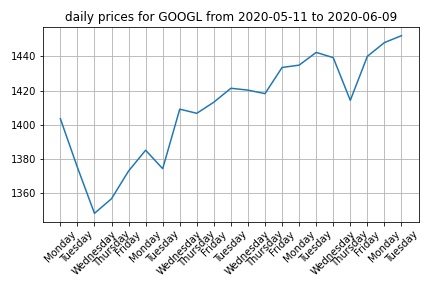 daily prices for GOOGL from 2020-05-11 to 2020-06-09
1440
1420
1400
1380
1360
Monday
Tuesday
Wednesday
Thursday
Friday
Monday
Tuesday
Wednesday
Thursday
Friday
Tuesday
Wednesday
Thursday
Friday
Monday
Tuesday
Wednesday
Thursday
Friday
Monday
Tuesday